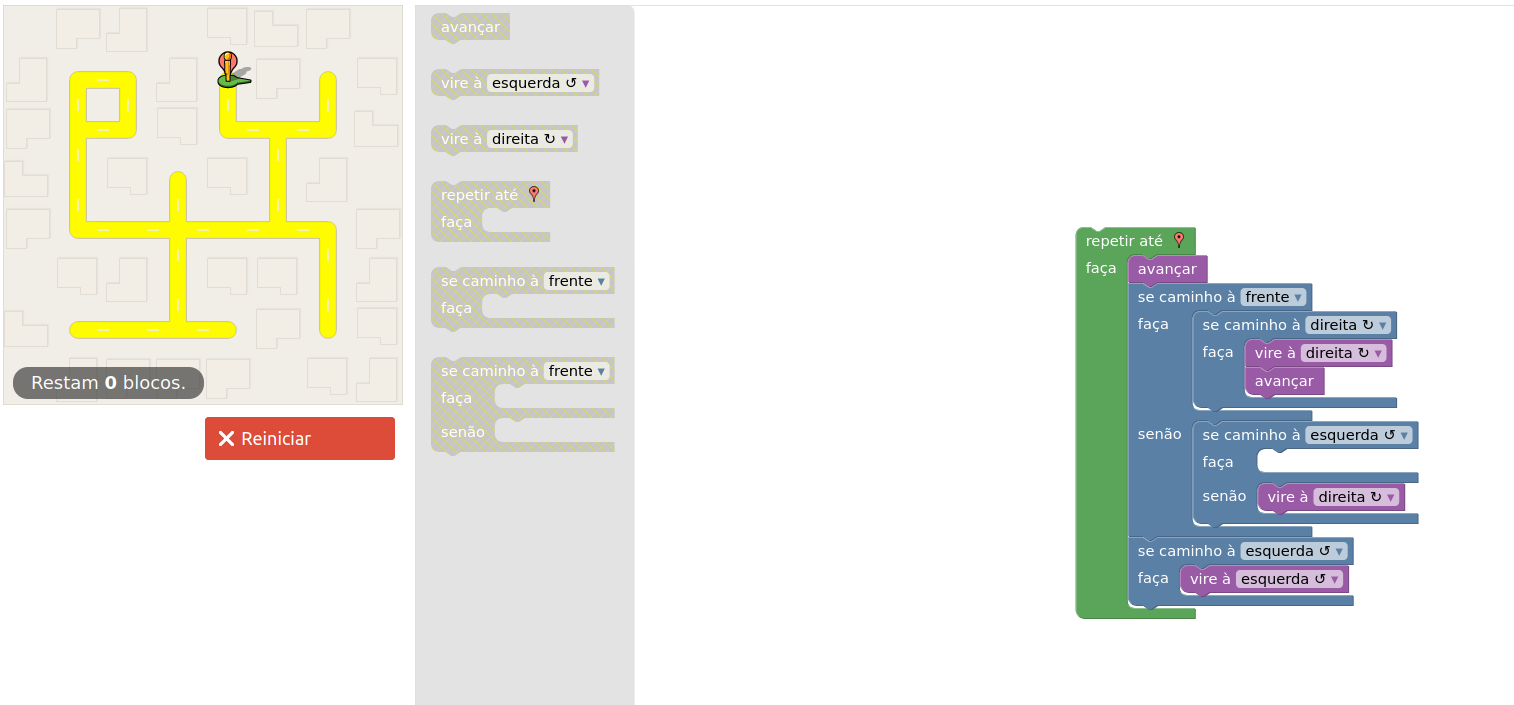 Restam 0 blocos.
Reiniciar
avançar
vire à esquerda ↺ ▾
vire à direita ↻ ▾
repetir até
faça
se caminho à frente ▾
faça
se caminho à frente ▾
faça
senão
repetir até
faça
avançar
se caminho à frente ▾
faça
se caminho à direita ↻ ▾
faça
vire à direita ↻ ▾
avançar
senão
se caminho à esquerda ↺ ▾
faça
senão
vire à direita ↻ ▾
se caminho à esquerda ↺ ▾
faça
vire à esquerda ↺ ▾